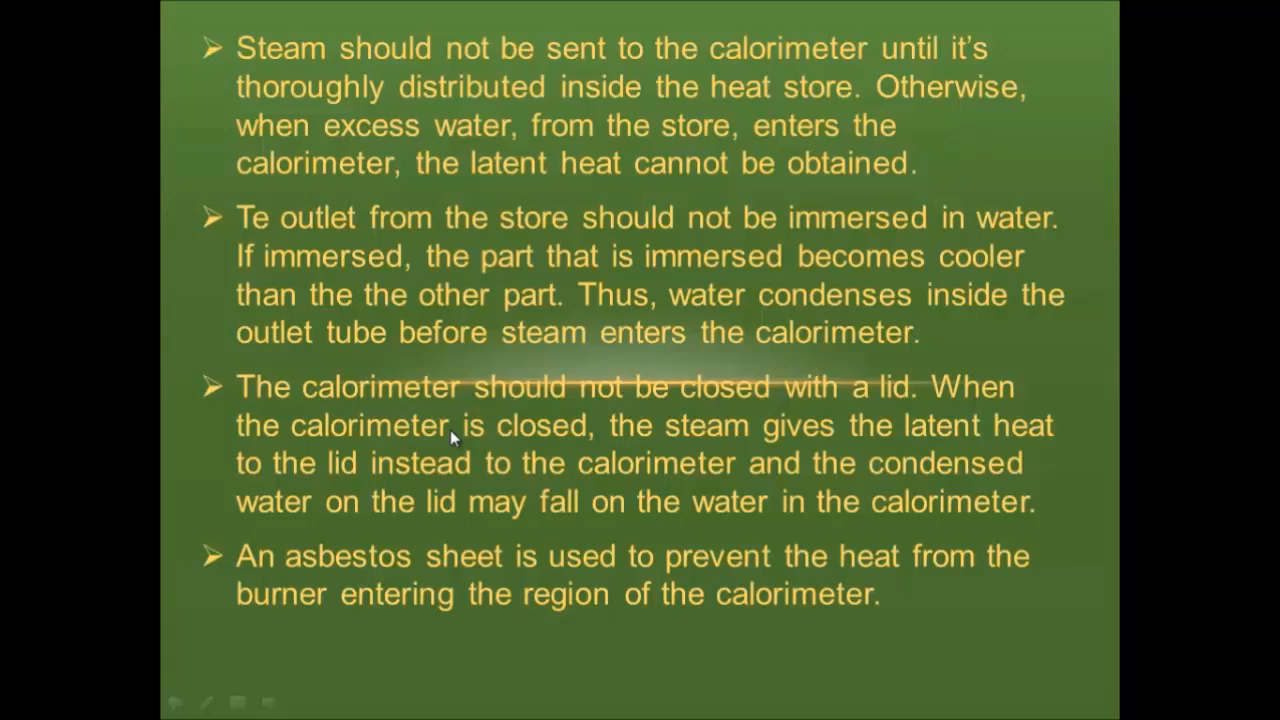 Steam should not be sent to the calorimeter until it’s
thoroughly distributed inside the heat store. Otherwise,
when excess water, from the store, enters the
calorimeter, the latent heat cannot be obtained.
Te outlet from the store should not be immersed in water.
If immersed, the part that is immersed becomes cooler
than the the other part. Thus, water condenses inside the
outlet tube before steam enters the calorimeter.
The calorimeter should not be closed with a lid. When
the calorimeter is closed, the steam gives the latent heat
to the lid instead to the calorimeter and the condensed
water on the lid may fall on the water in the calorimeter.
An asbestos sheet is used to prevent the heat from the
burner entering the region of the calorimeter.